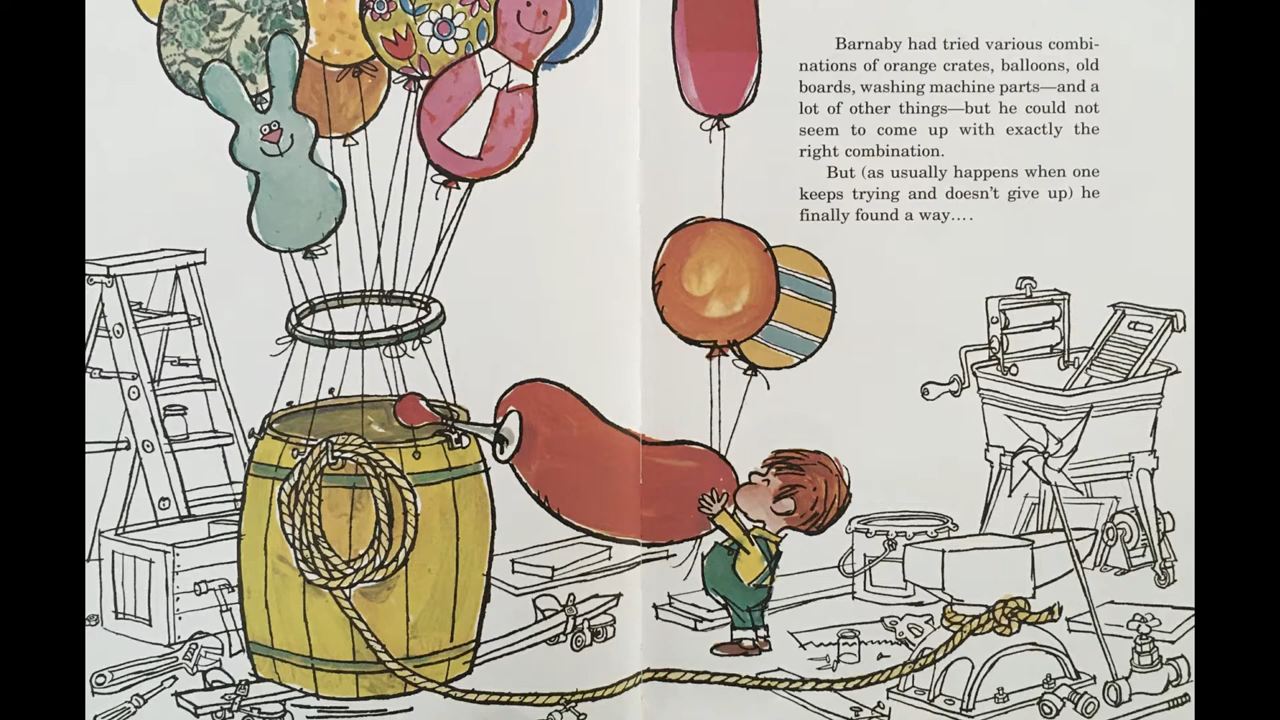 Barnaby had tried various combi-
nations of orange crates, balloons, old
boards, washing machine parts—and a
lot of other things—but he could not
seem to come up with exactly the
right combination.
But (as usually happens when one
keeps trying and doesn't give up) he
finally found a way....